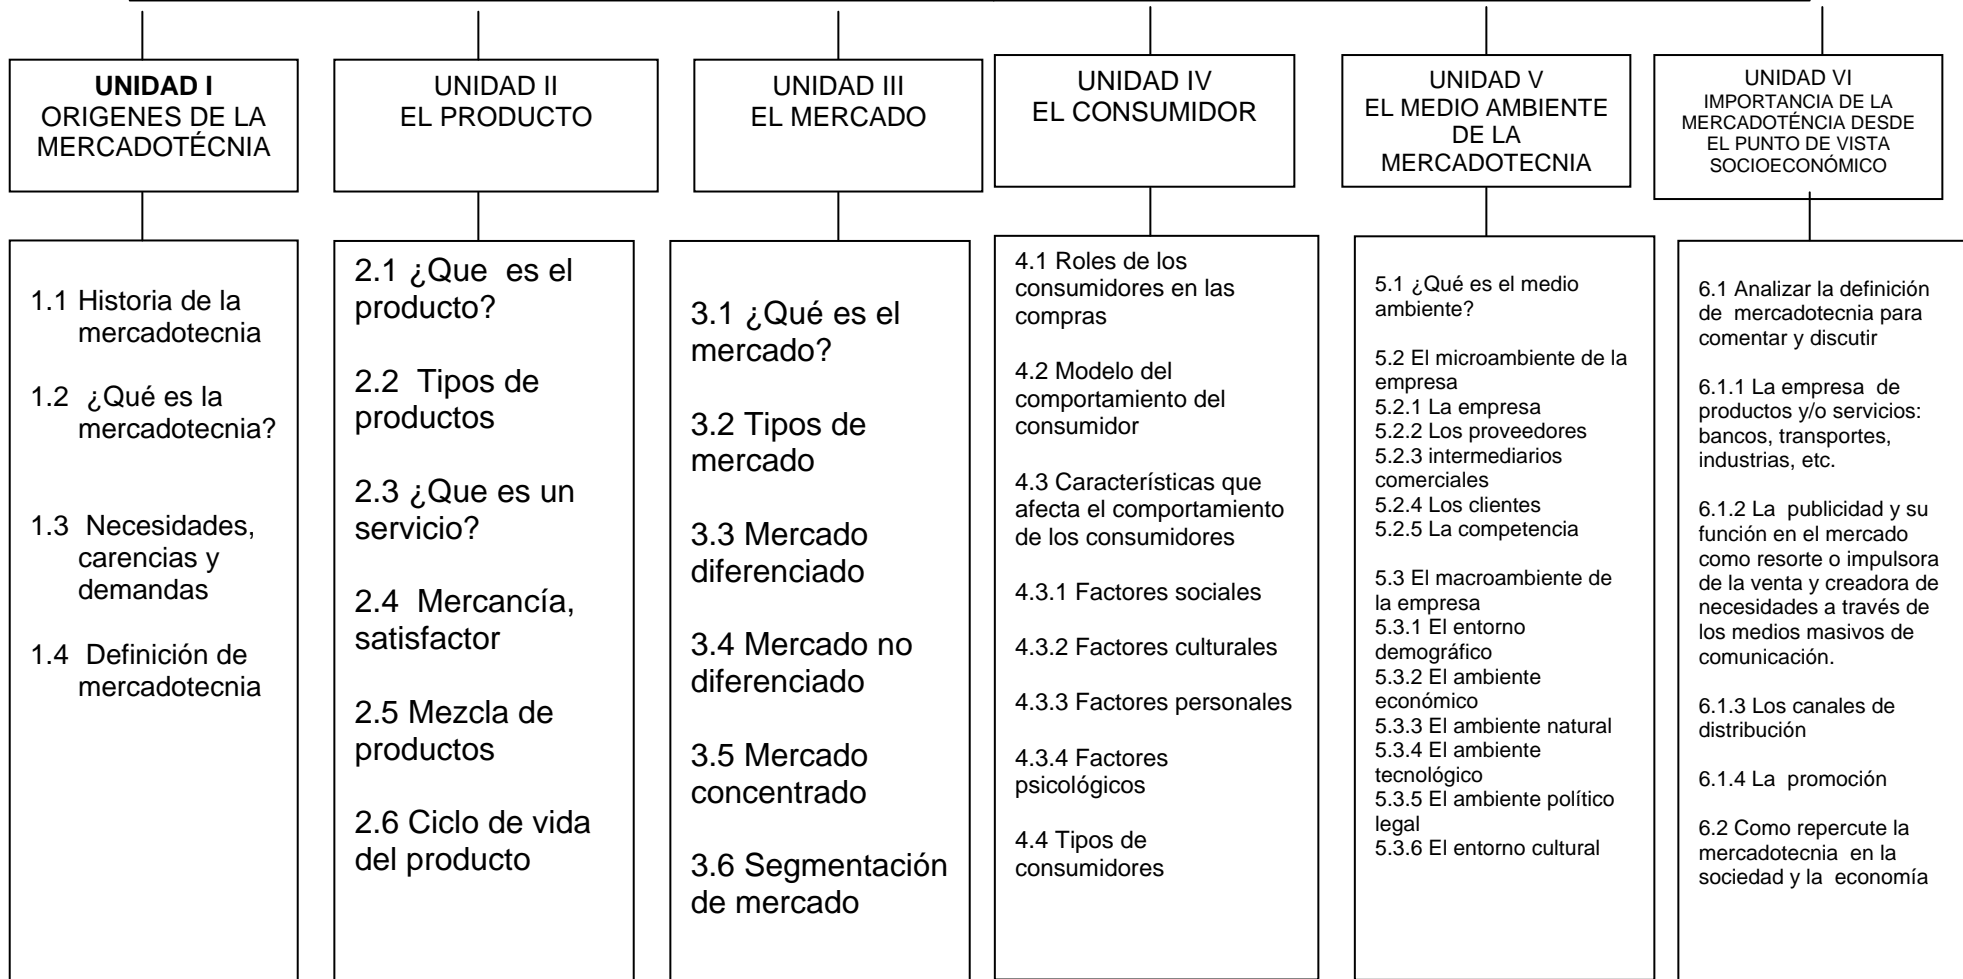 UNIDAD I
ORIGENES DE LA
MERCADOTÉCNIA
UNIDAD II
EL PRODUCTO
UNIDAD III
EL MERCADO
UNIDAD IV
EL CONSUMIDOR
UNIDAD V
EL MEDIO AMBIENTE
DE LA
MERCADOTECNIA
UNIDAD VI
IMPORTANCIA DE LA
MERCADOTÉNCIA DESDE
EL PUNTO DE VISTA
SOCIOECONÓMICO
1.1 Historia de la
mercadotecnia
1.2 ¿Qué es la
mercadotecnia?
1.3 Necesidades,
carencias y
demandas
1.4 Definición de
mercadotecnia
2.1 ¿Que es el
producto?
2.2 Tipos de
productos
2.3 ¿Que es un
servicio?
2.4 Mercancía,
satisfactor
2.5 Mezcla de
productos
2.6 Ciclo de vida
del producto
3.1 ¿Qué es el
mercado?
3.2 Tipos de
mercado
3.3 Mercado
diferenciado
3.4 Mercado no
diferenciado
3.5 Mercado
concentrado
3.6 Segmentación
de mercado
4.1 Roles de los
consumidores en las
compras
4.2 Modelo del
comportamiento del
consumidor
4.3 Características que
afecta el comportamiento
de los consumidores
4.3.1 Factores sociales
4.3.2 Factores culturales
4.3.3 Factores personales
4.3.4 Factores
psicológicos
4.4 Tipos de
consumidores
5.1 ¿Qué es el medio
ambiente?
5.2 El microambiente de la
empresa
5.2.1 La empresa
5.2.2 Los proveedores
5.2.3 intermediarios
comerciales
5.2.4 Los clientes
5.2.5 La competencia
5.3 El macroambiente de
la empresa
5.3.1 El entorno
demográfico
5.3.2 El ambiente
económico
5.3.3 El ambiente natural
5.3.4 El ambiente
tecnológico
5.3.5 El ambiente político
legal
5.3.6 El entorno cultural
6.1 Analizar la definición
de mercadotecnia para
comentar y discutir
6.1.1 La empresa de
productos y/o servicios:
bancos, transportes,
industrias, etc.
6.1.2 La publicidad y su
función en el mercado
como resorte o impulsora
de la venta y creadora de
necesidades a través de
los medios masivos de
comunicación.
6.1.3 Los canales de
distribución
6.1.4 La promoción
6.2 Como repercute la
mercadotecnia en la
sociedad y la economía